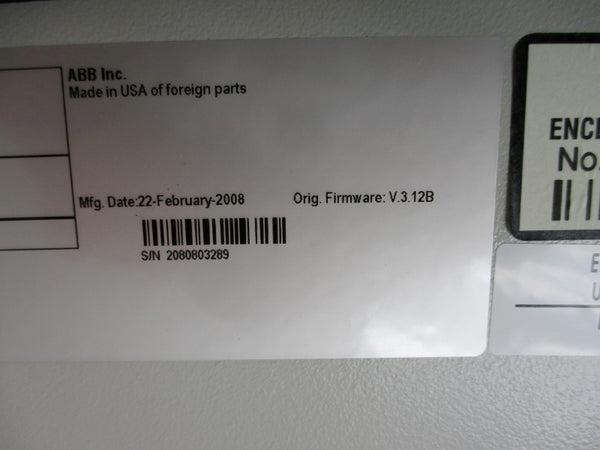 ABB Inc.
Made in USA of foreign parts
Mfg. Date:22-February-2008 Orig. Firmware: V.3.12B
S/N 2080803289
No.